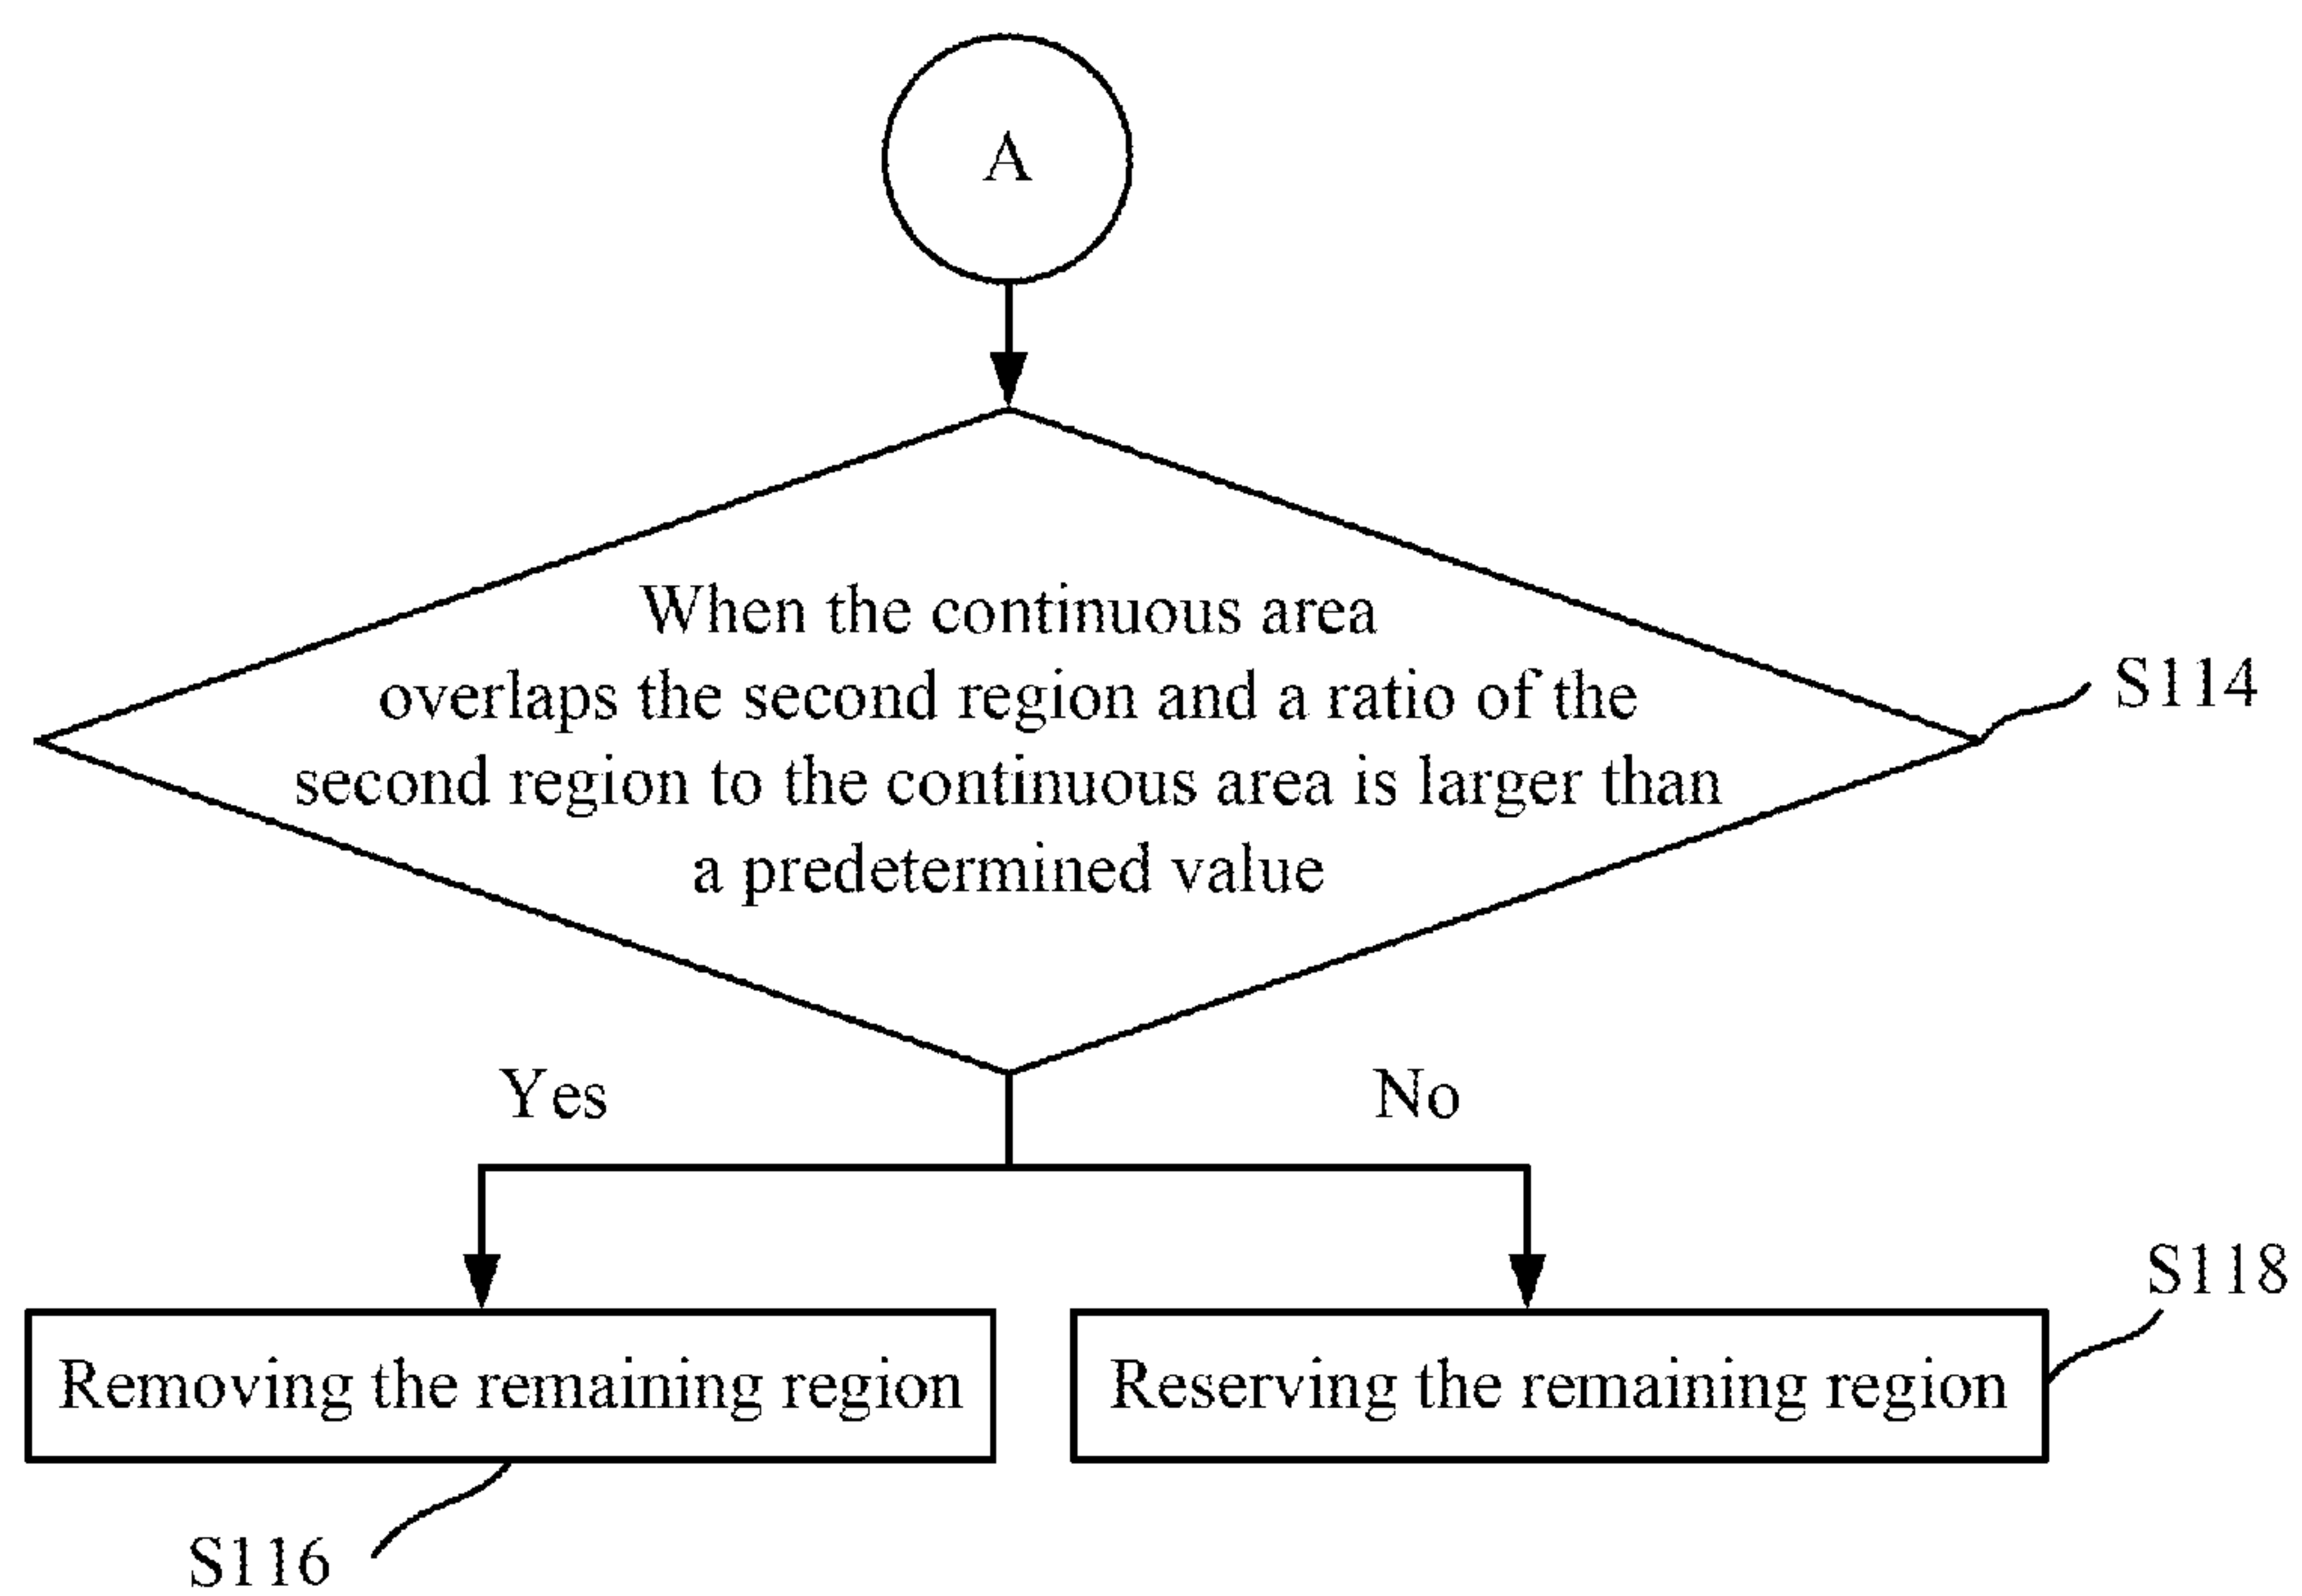 A
When the continuous area
overlaps the second region and a ratio of the
second region to the continuous area is larger than
a predetermined value
S114
Yes
No
S118
Removing the remaining region
Reserving the remaining region
S116